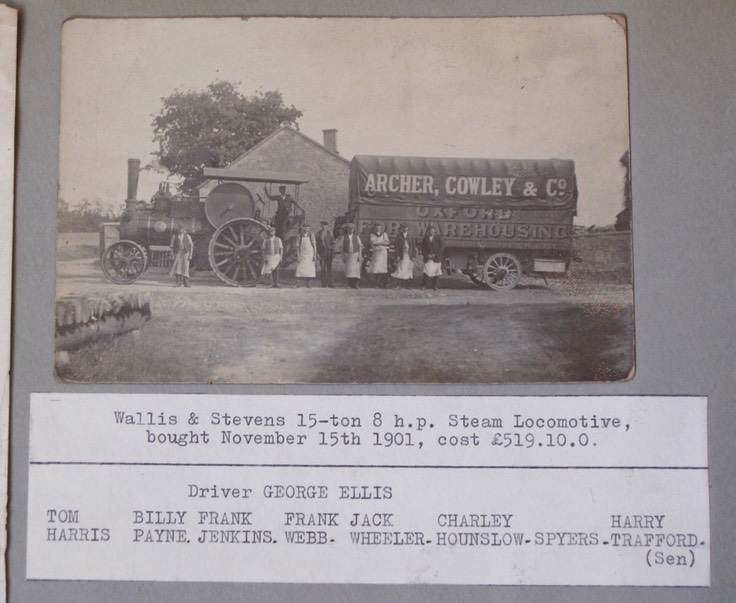 ARCHER, COWLEY & Co.
OXFORD
FOR WAREHOUSING
Wallis & Stevens 15-ton 8 h.p. Steam Locomotive,
bought November 15th 1901, cost £519.10.0.
Driver GEORGE ELLIS
TOM BILLY FRANK FRANK JACK CHARLEY HARRY
HARRIS PAYNE. JENKINS. WEBB- WHEELER-HOUNSLOW-SPYERS-TRAFFORD-
(Sen)